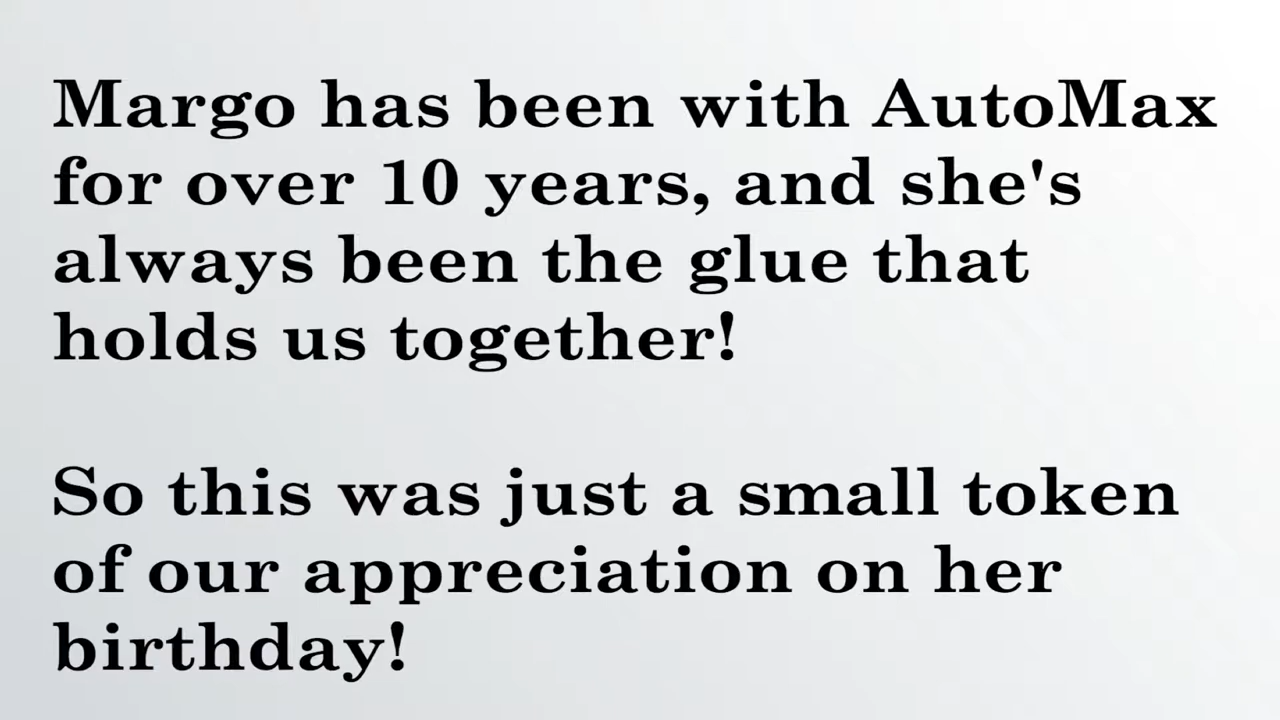 Margo has been with AutoMax
for over 10 years, and she's
always been the glue that
holds us together!
So this was just a small token
of our appreciation on her
birthday!